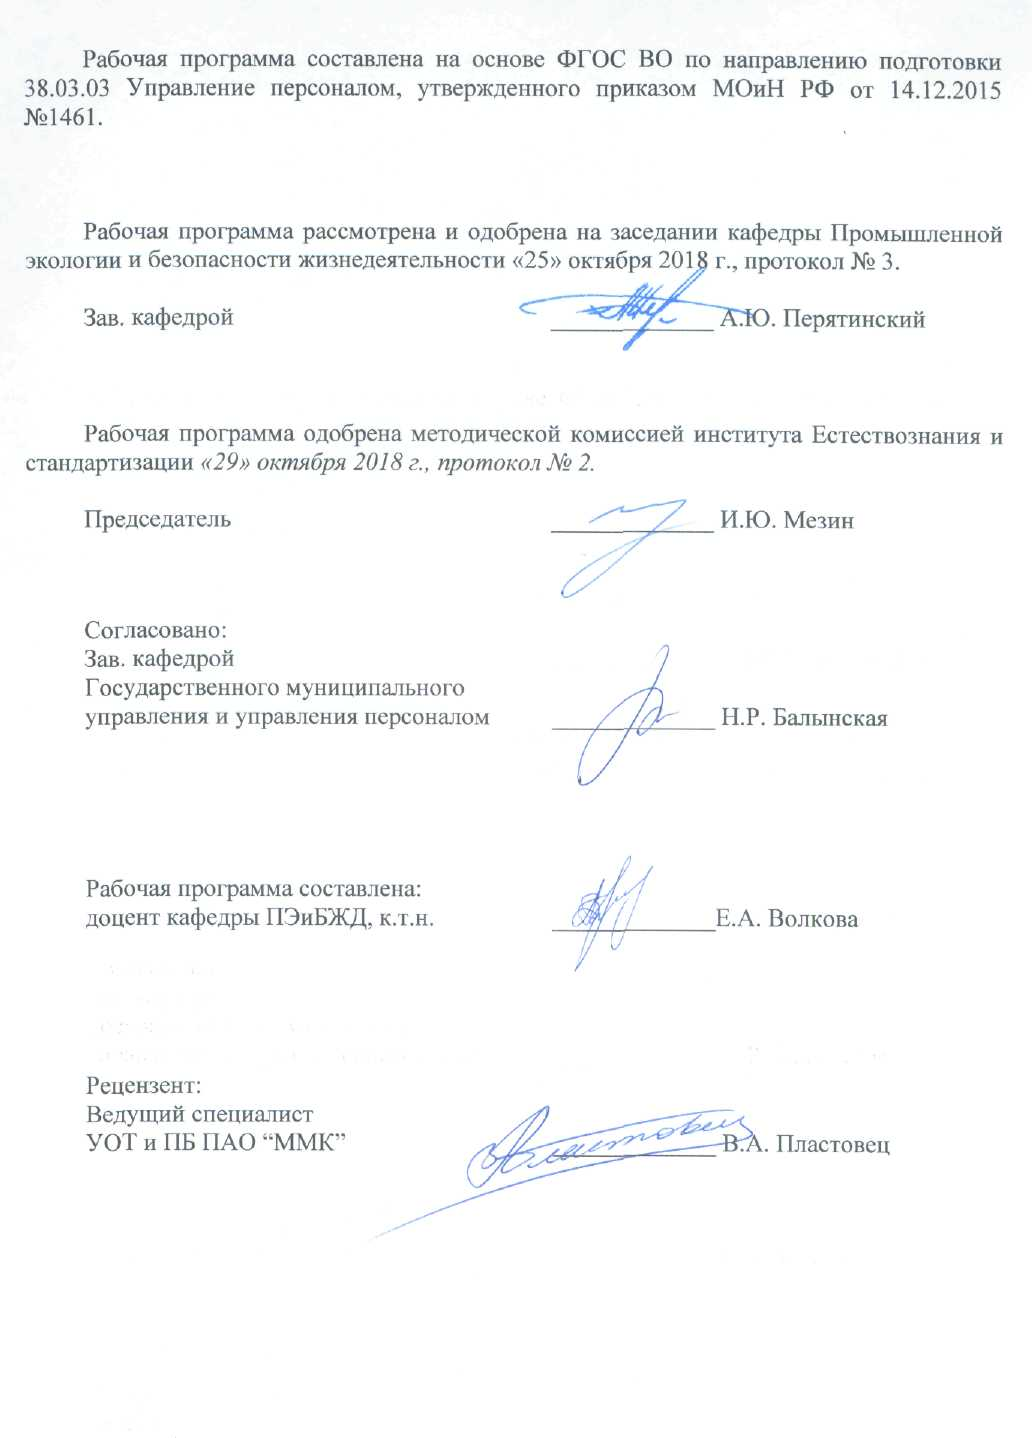 Рабочая программа составлена на основе ФГОС ВО по направлению подготовки
38.03.03 Управление персоналом, утвержденного приказом МОиН РФ от 14.12.2015
№1461.
Рабочая программа рассмотрена и одобрена на заседании кафедры Промышленной
экологии и безопасности жизнедеятельности «25» октября 2018 г., протокол № 3.
Зав. кафедрой А.Ю. Перятинский
Рабочая программа одобрена методической комиссией института Естествознания и
стандартизации «29» октября 2018 г., протокол № 2.
Председатель И.Ю. Мезин
Согласовано:
Зав. кафедрой
Государственного муниципального
управления и управления персоналом Н.Р. Балынская
Рабочая программа составлена:
доцент кафедры ПЭиБЖД, к.т.н. Е.А. Волкова
Рецензент:
Ведущий специалист
УОТ и ПБ ПАО “ММК” В.А. Пластовец